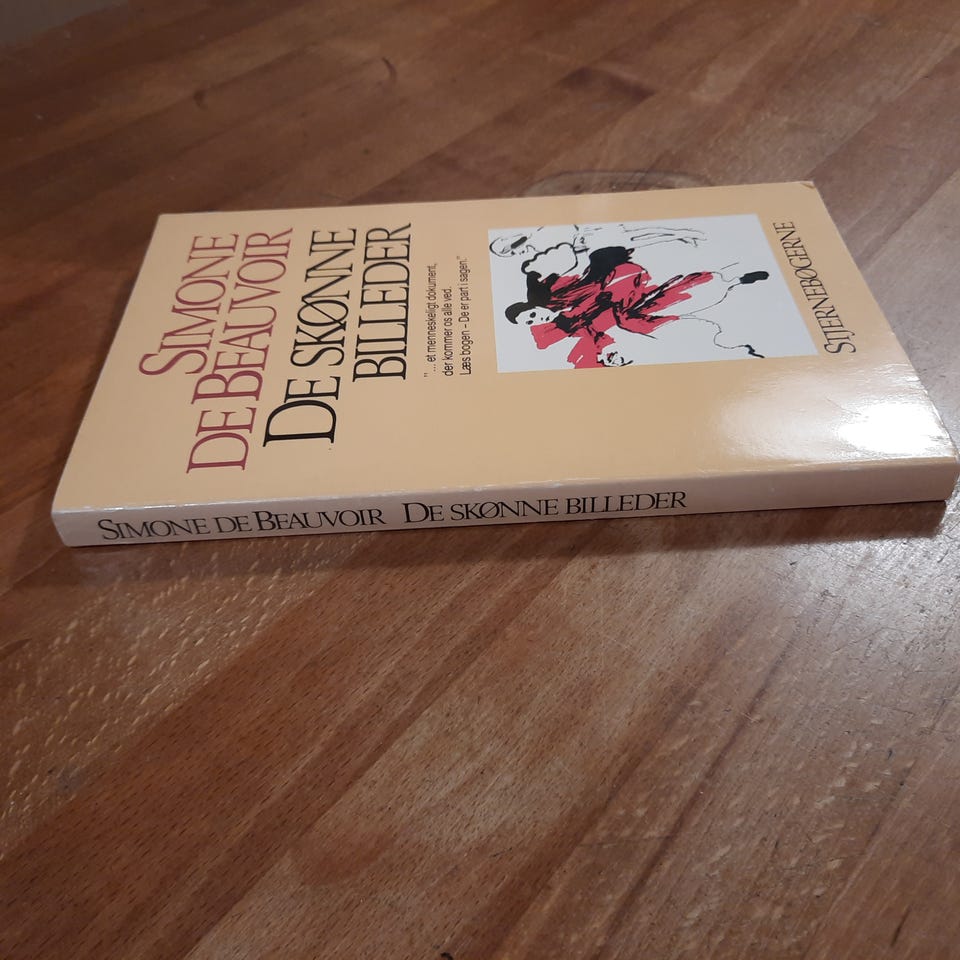 SIMONE
DE BEAUVOIR
DE SKØNNE
BILLEDER
"... et menneskeligt dokument,
der kommer os alle ved.
Læs bogen – De er part i sagen."
STJERNEBØGERNE
SIMONE DE BEAUVOIR DE SKØNNE BILLEDER